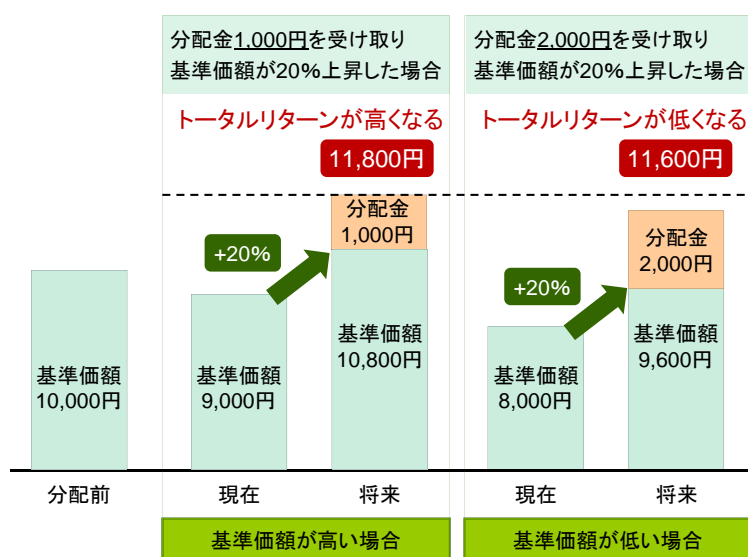 分配金1,000円を受け取り
基準価額が20%上昇した場合
トータルリターンが高くなる
11,800円
分配金
1,000円
+20%
基準価額
10,800円
基準価額
9,000円
基準価額
10,000円
分配前
現在
将来
基準価額が高い場合
分配金2,000円を受け取り
基準価額が20%上昇した場合
トータルリターンが低くなる
11,600円
分配金
2,000円
+20%
基準価額
9,600円
基準価額
8,000円
現在
将来
基準価額が低い場合